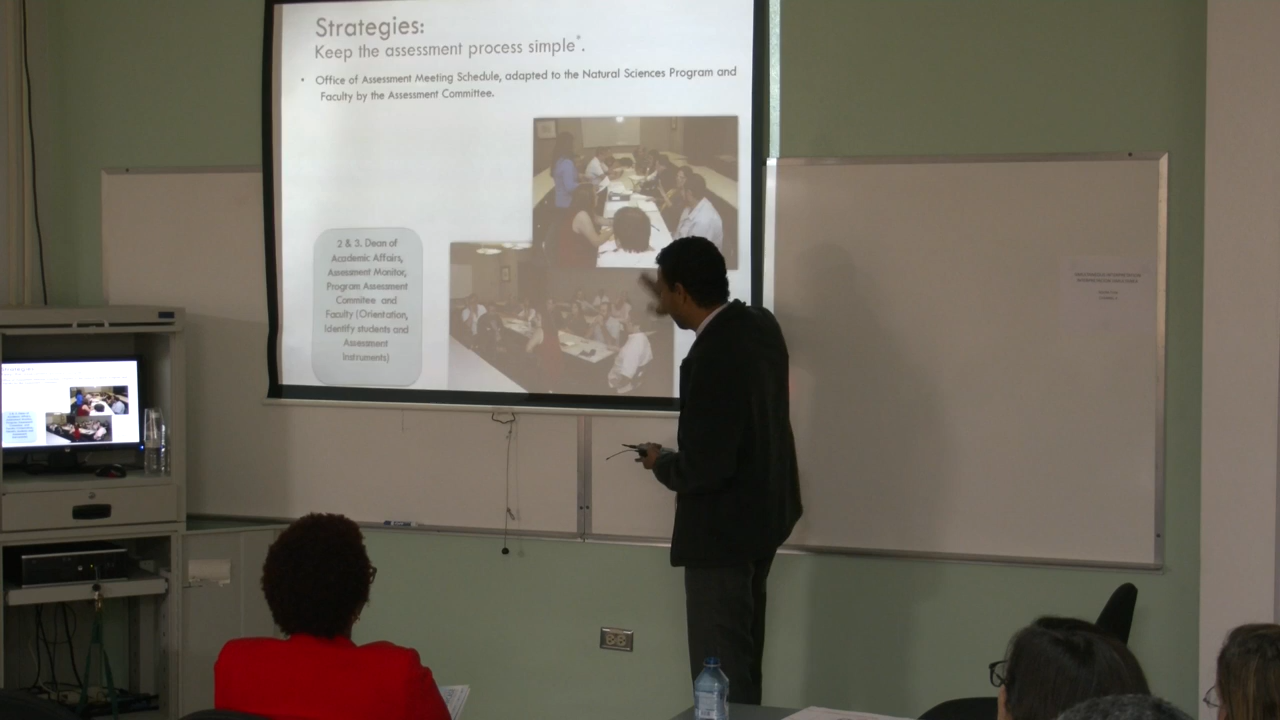 Strategies:
Keep the assessment process simple*.
• Office of Assessment Meeting Schedule, adapted to the Natural Sciences Program and
Faculty by the Assessment Committee.
2 & 3. Dean of
Academic Affairs,
Assessment Monitor,
Program Assessment
Commitee and
Faculty (Orientation,
Identify students and
Assessment
Instruments)